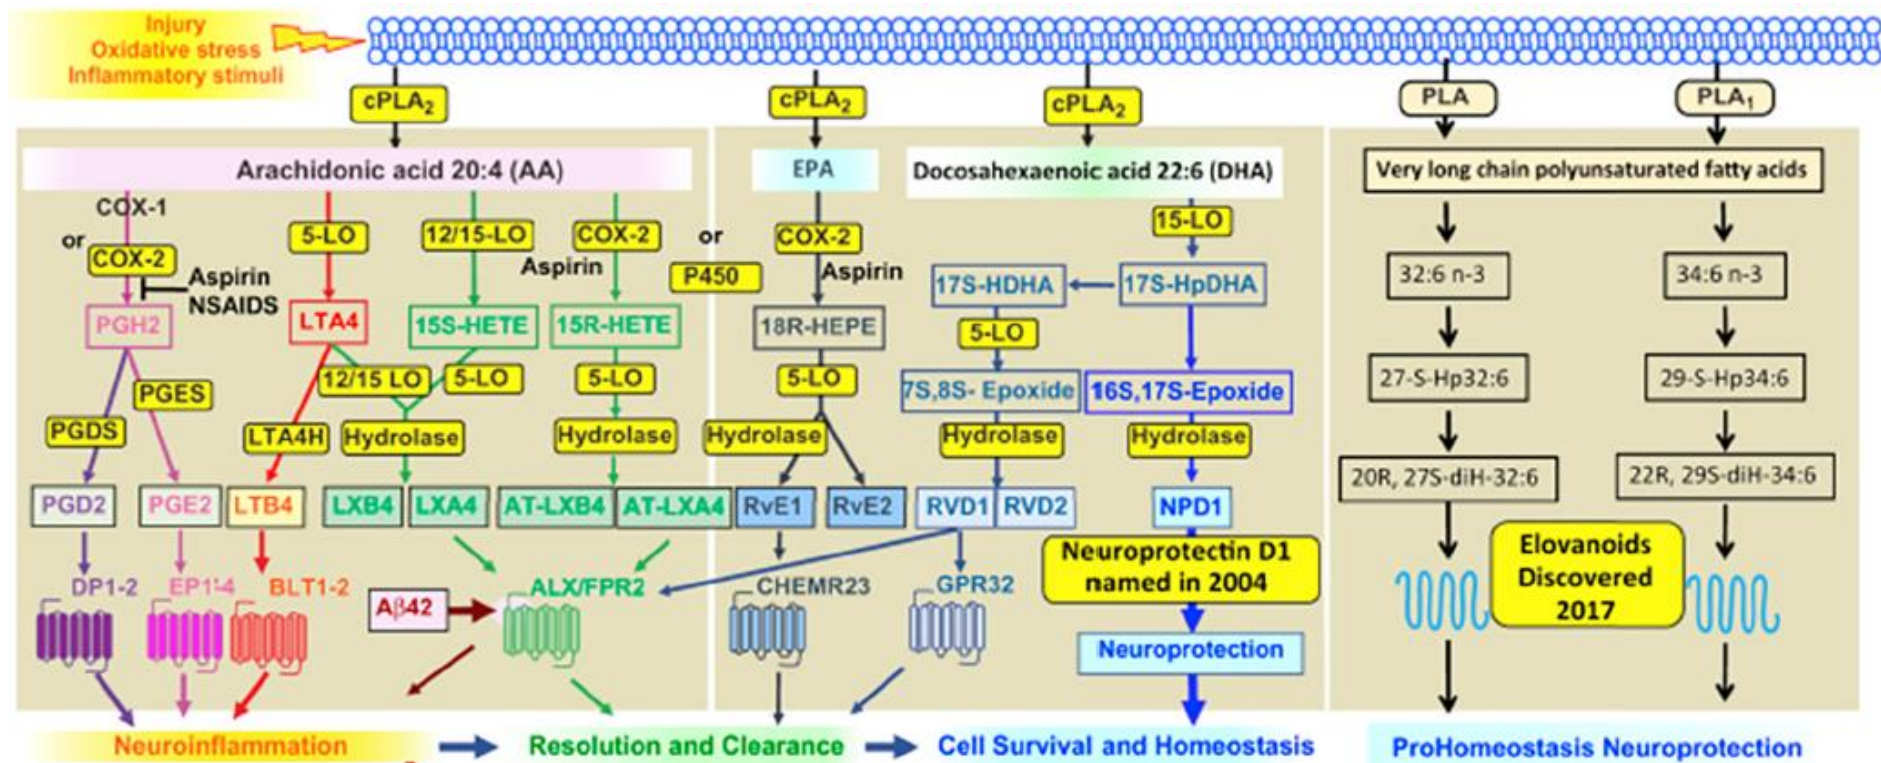 Injury
Oxidative stress
Inflammatory stimuli
cPLA2
cPLA2
cPLA2
PLA
PLA1
Arachidonic acid 20:4 (AA)
EPA
Docosahexaenoic acid 22:6 (DHA)
Very long chain polyunsaturated fatty acids
COX-1
or
COX-2
Aspirin
NSAIDS
5-LO
12/15-LO
COX-2
Aspirin
or
P450
COX-2
Aspirin
15-LO
17S-HDHA
17S-HpDHA
32:6 n-3
34:6 n-3
PGH2
LTA4
15S-HETE
15R-HETE
18R-HEPE
5-LO
PGES
12/15 LO
5-LO
5-LO
5-LO
7S,8S- Epoxide
16S,17S-Epoxide
27-S-Hp32:6
29-S-Hp34:6
PGDS
LTA4H
Hydrolase
Hydrolase
Hydrolase
Hydrolase
Hydrolase
20R, 27S-diH-32:6
22R, 29S-diH-34:6
PGD2
PGE2
LTB4
LXB4
LXA4
AT-LXB4
AT-LXA4
RvE1
RvE2
RVD1
RVD2
NPD1
Neuroprotectin D1
named in 2004
Elovanoids
Discovered
2017
DP1-2
EP1-4
BLT1-2
Aβ42
ALX/FPR2
CHEMR23
GPR32
Neuroprotection
Neuroinflammation
Resolution and Clearance
Cell Survival and Homeostasis
ProHomeostasis Neuroprotection